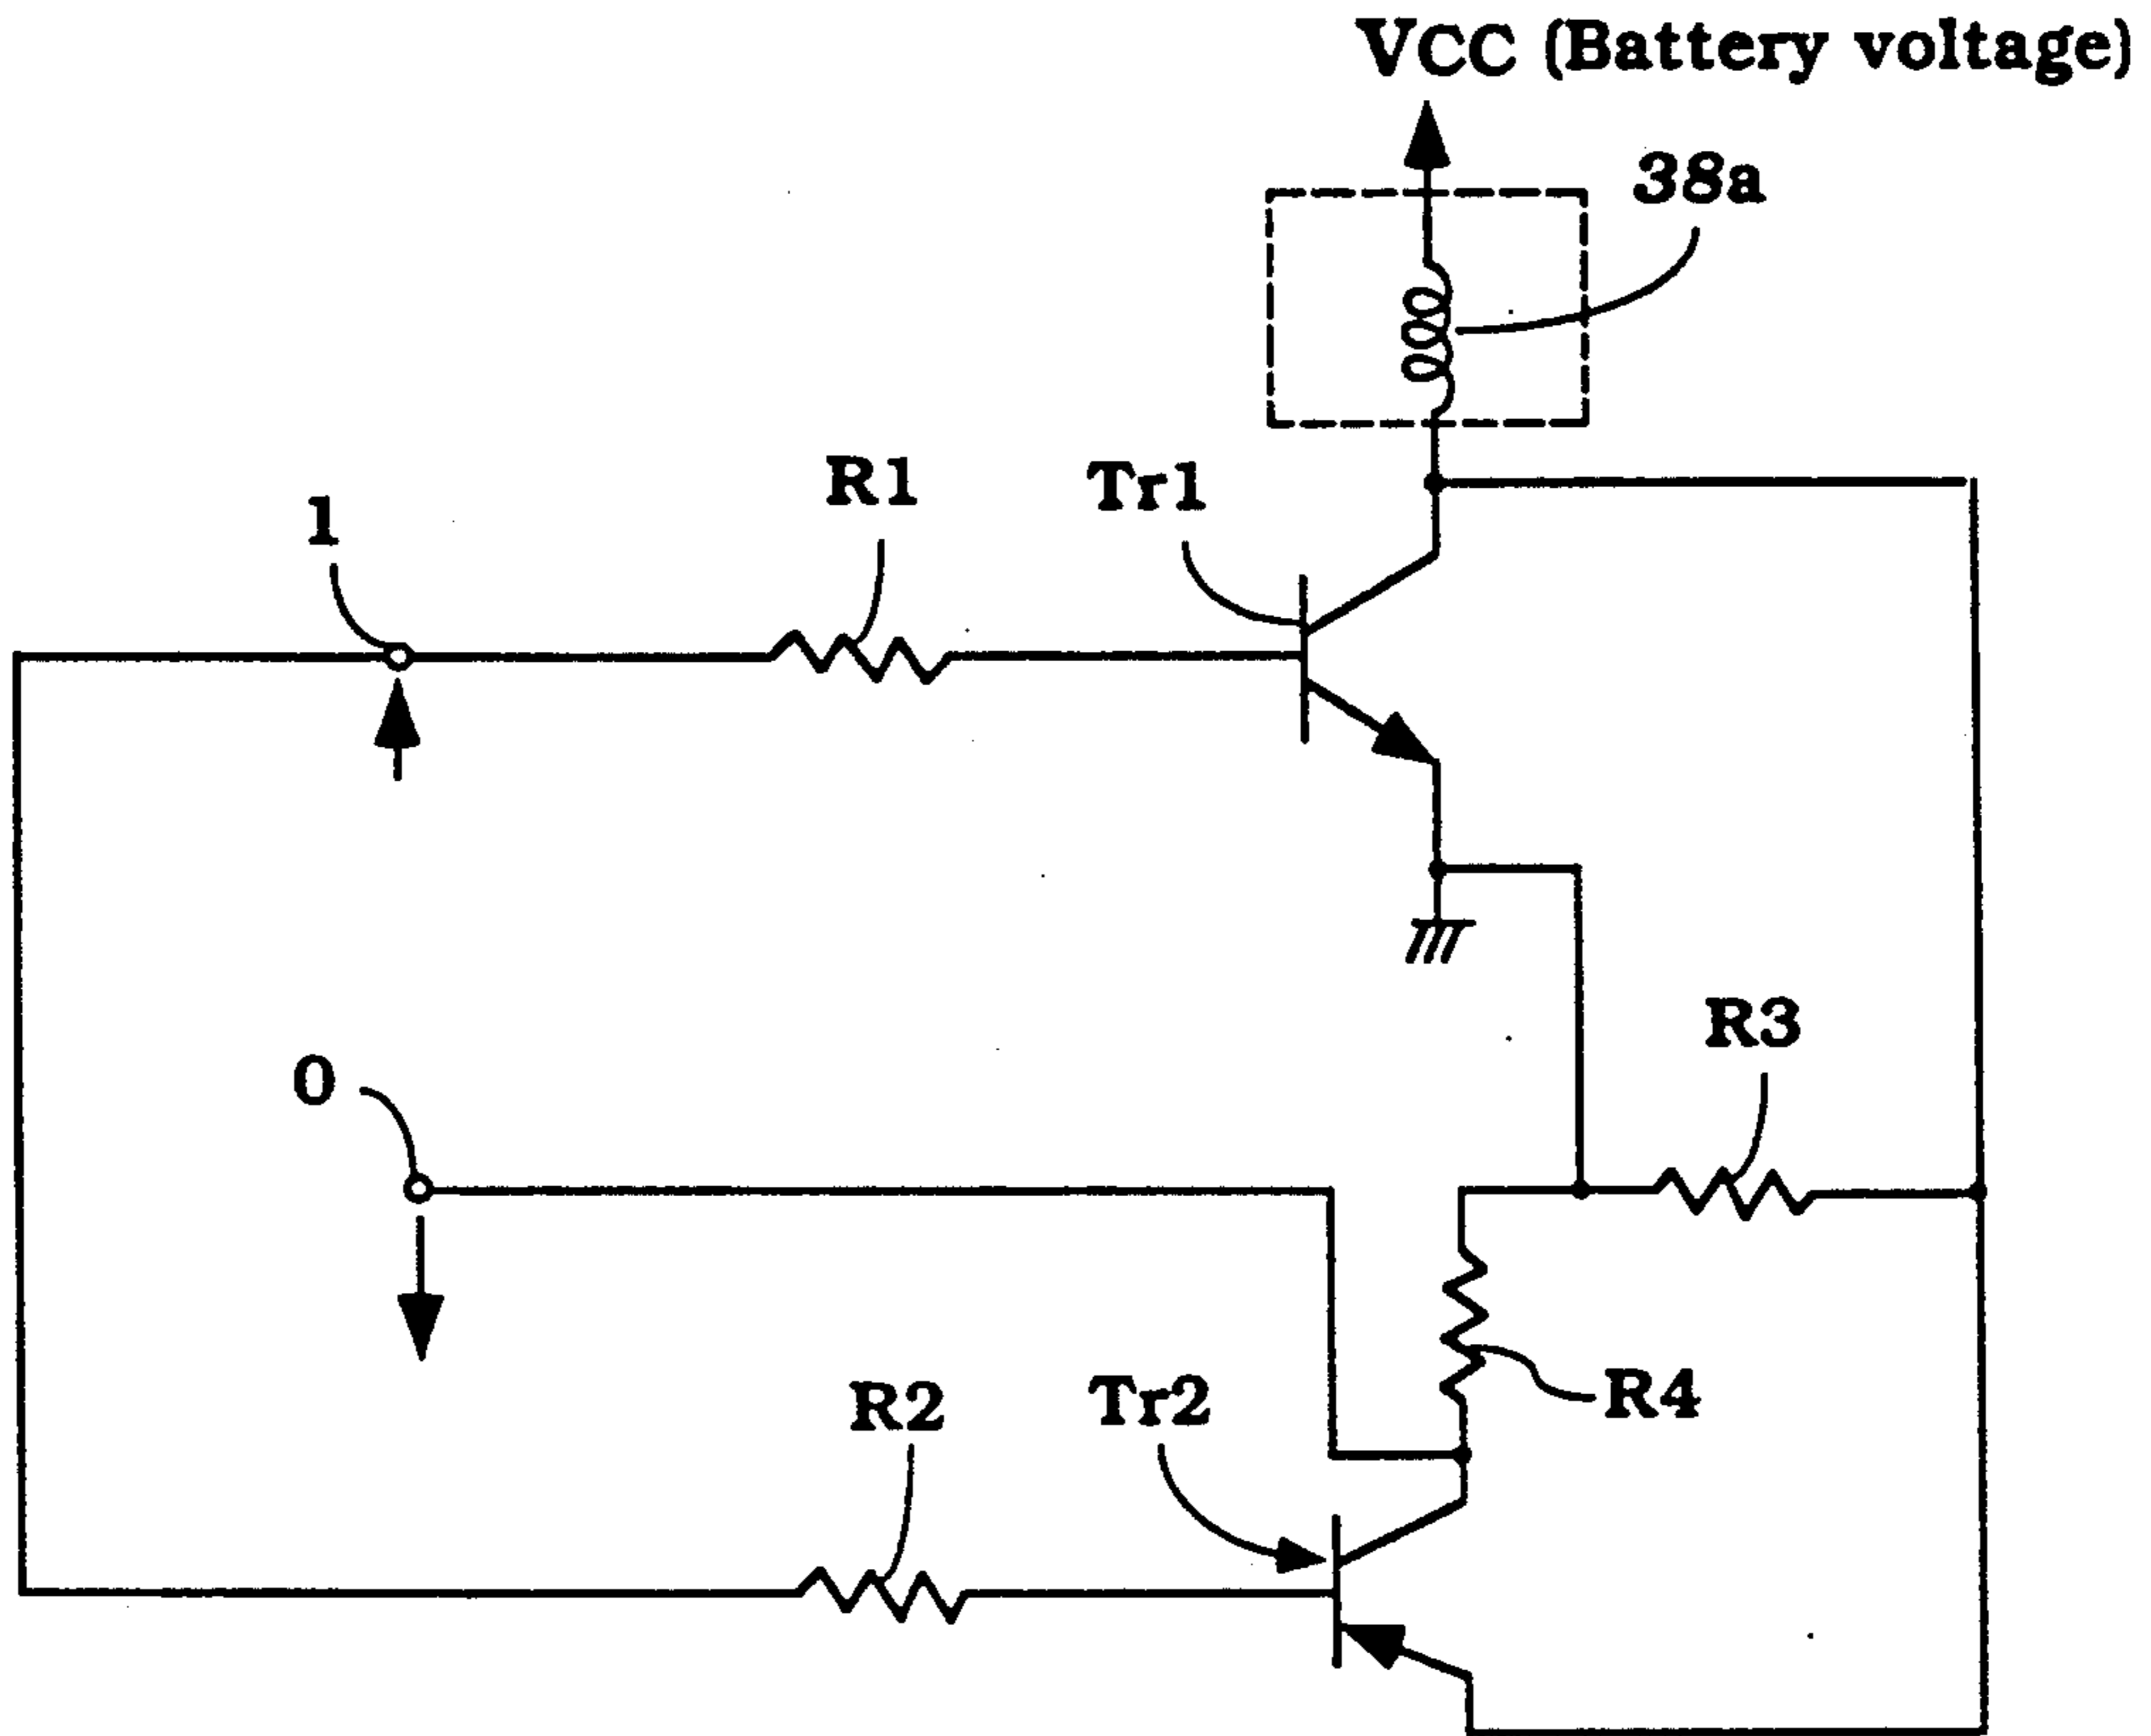 VCC (Battery voltage)
38a
R1
Tr1
1
R3
0
R4
R2
Tr2